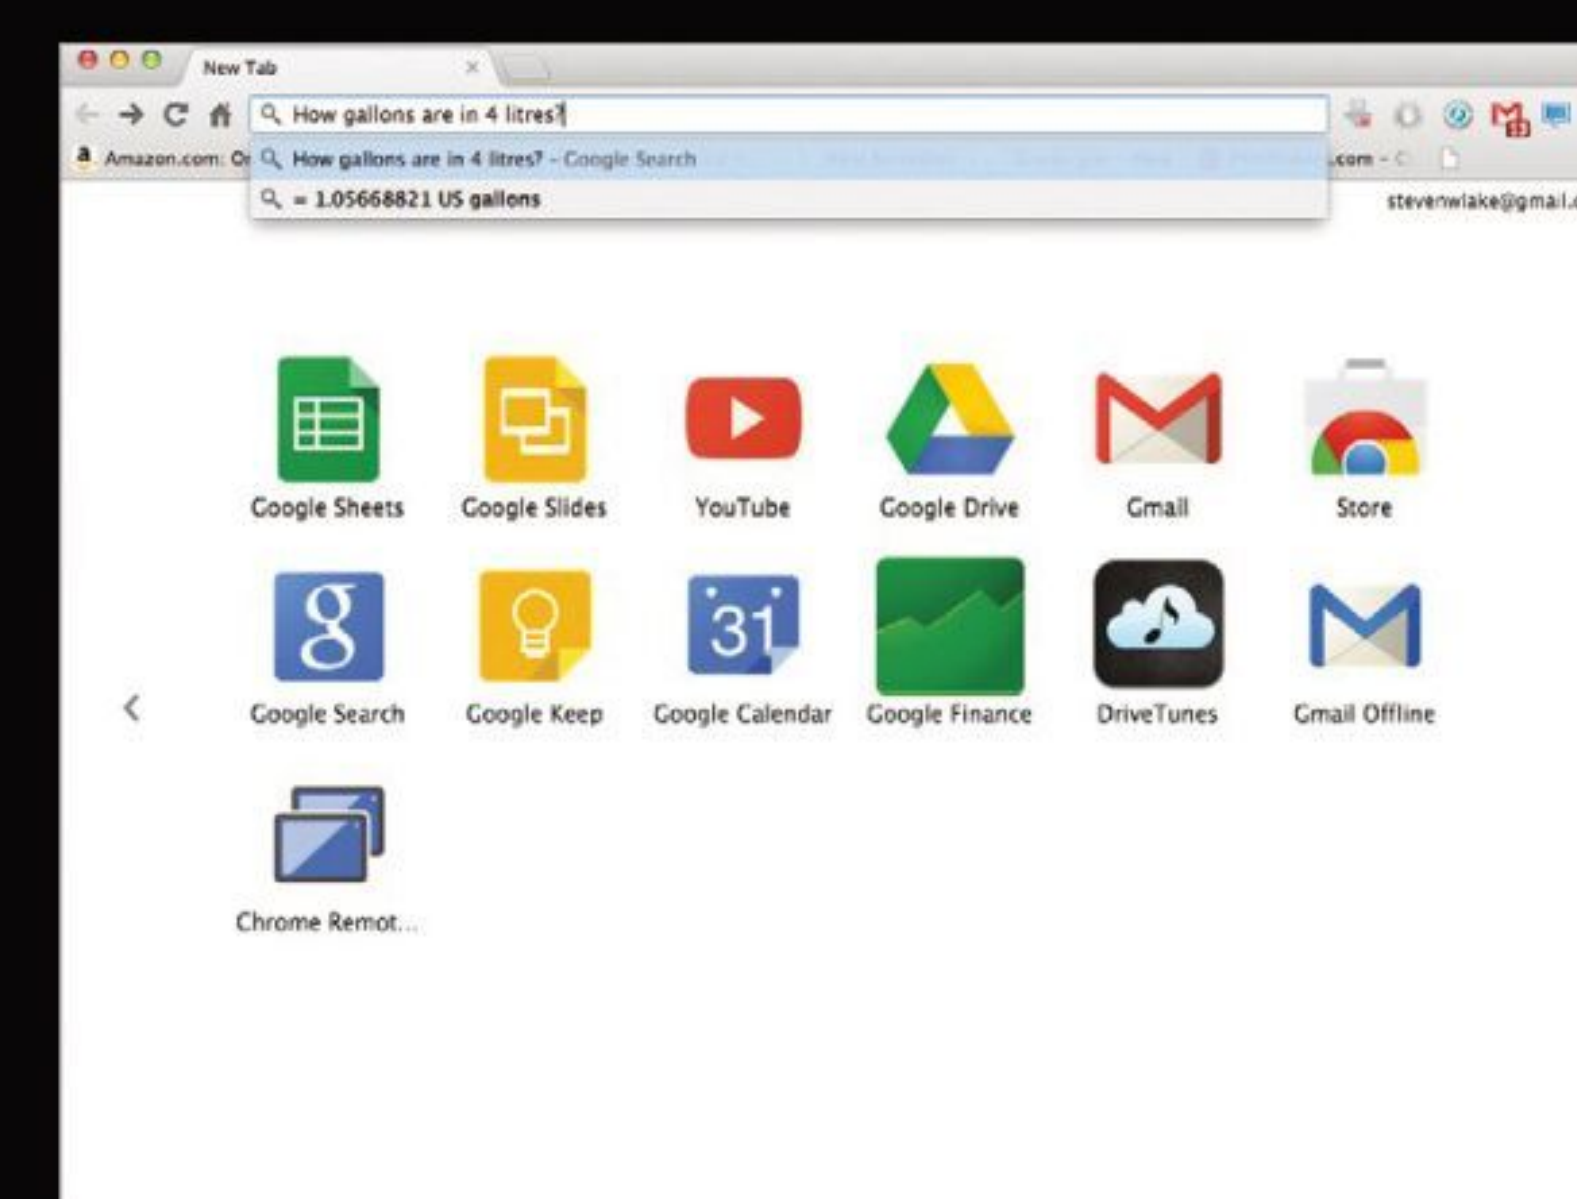 New Tab
How gallons are in 4 litres?
a Amazon.com: O
How gallons are in 4 litres? - Google Search
.com -
= 1.05668821 US gallons
stevenwlake@gmail.c
Google Sheets
Google Slides
YouTube
Google Drive
Gmail
Store
g
31
Google Search
Google Keep
Google Calendar
Google Finance
DriveTunes
Gmail Offline
Chrome Remot...